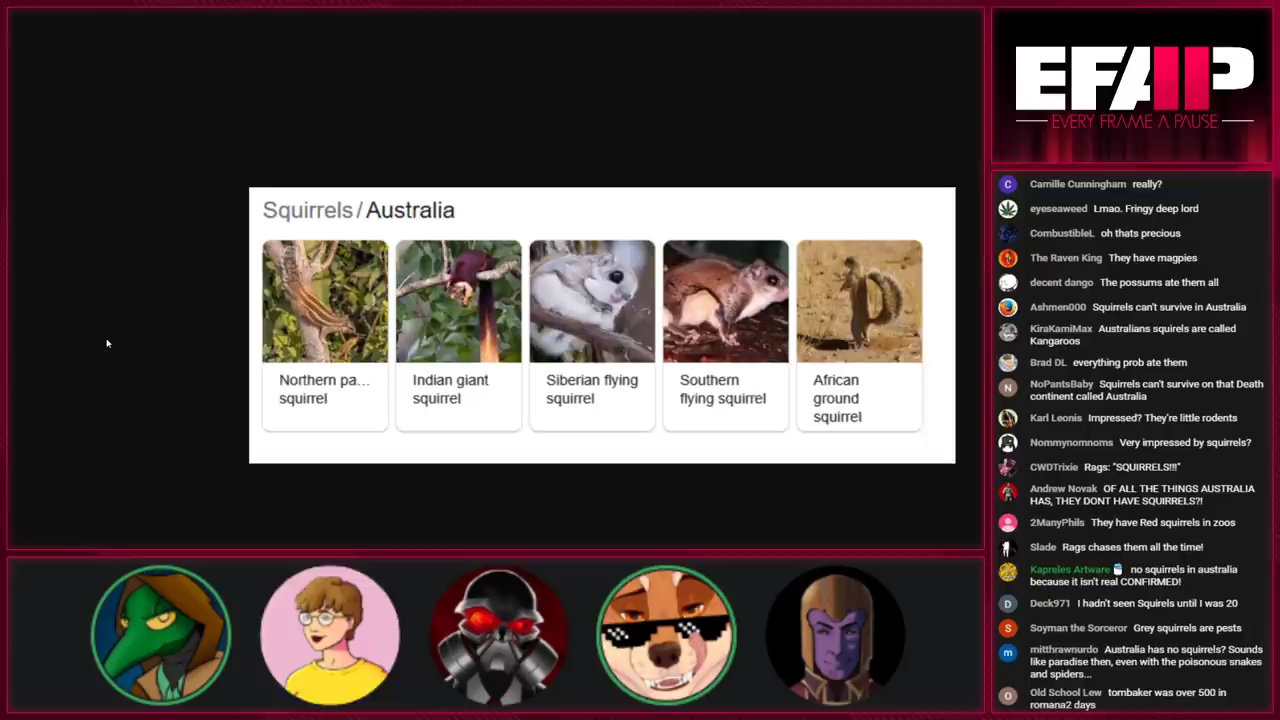 Squirrels / Australia
Northern pa...
squirrel
Indian giant
squirrel
Siberian flying
squirrel
Southern
flying squirrel
African
ground
squirrel
EFAP
EVERY FRAME A PAUSE
C
Camille Cunningham really?
eyeseaweed Lmao. Fringy deep lord
CombustibleL oh thats precious
The Raven King They have magpies
decent dango The possums ate them all
Ashmen000 Squirrels can't survive in Australia
KiraKamiMax Australians squirels are called
Kangaroos
Brad DL everything prob ate them
N
NoPantsBaby Squirrels can't survive on that Death
continent called Australia
Karl Leonis Impressed? They're little rodents
Nommynomnoms Very impressed by squirrels?
CWDTrixie Rags: "SQUIRRELS!!!"
Andrew Novak OF ALL THE THINGS AUSTRALIA
HAS, THEY DONT HAVE SQUIRRELS?!
2ManyPhils They have Red squirrels in zoos
Slade Rags chases them all the time!
Kapreles Artware no squirrels in australia
because it isn't real CONFIRMED!
D
Deck971 I hadn't seen Squirels until I was 20
S
Soyman the Sorceror Grey squirrels are pests
m
mitthrawnurdo Australia has no squirels? Sounds
like paradise then, even with the poisonous snakes
and spiders...
O
Old School Lew tombaker was over 500 in
romana2 days